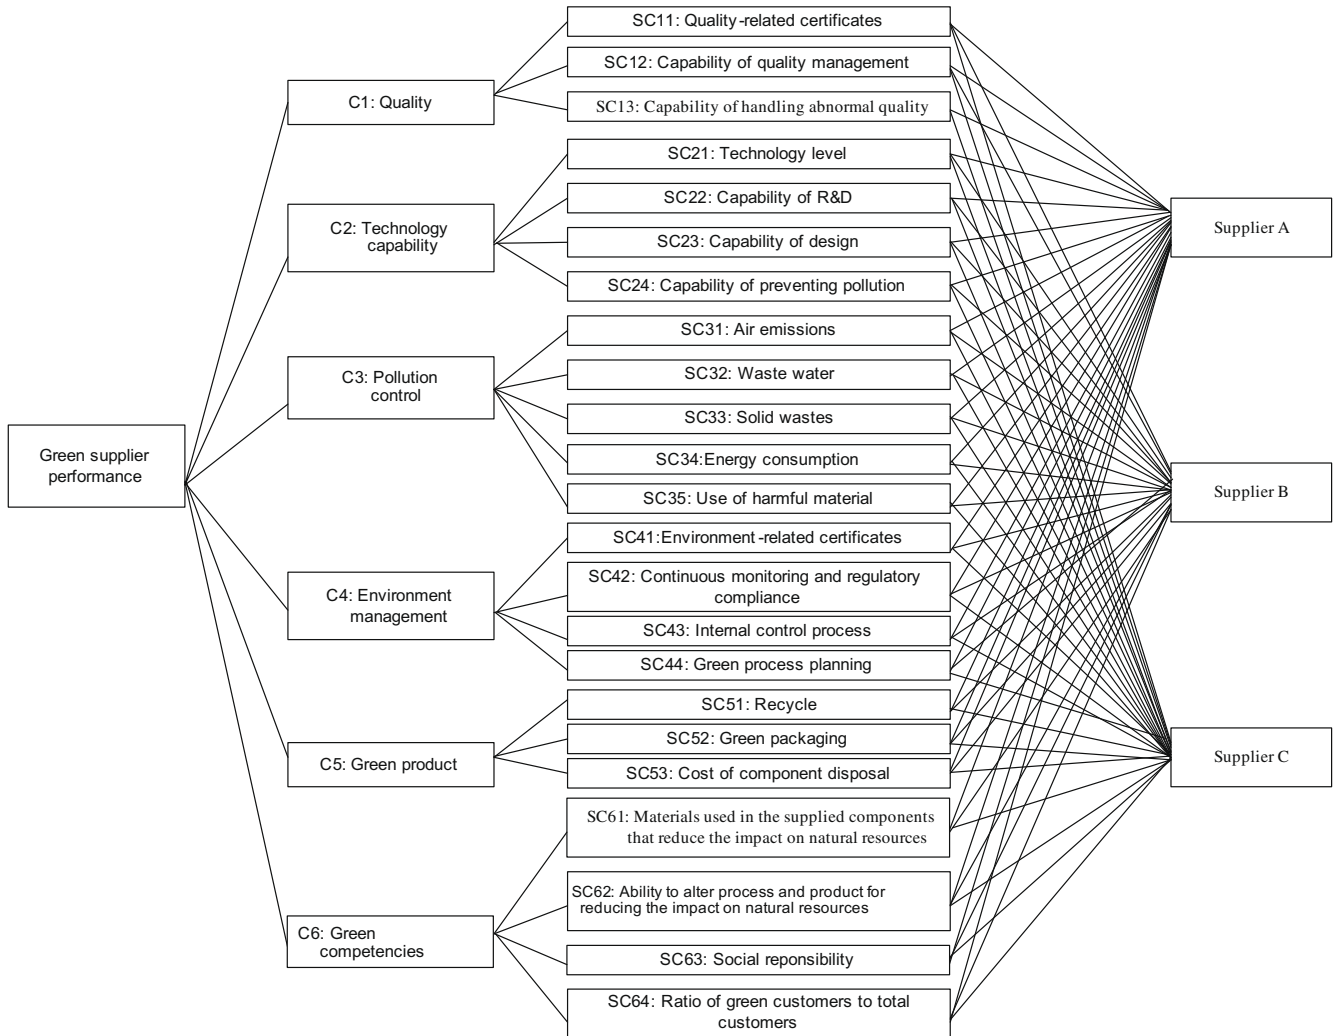 Green supplier
performance
C1: Quality
C2: Technology
capability
C3: Pollution
control
C4: Environment
management
C5: Green product
C6: Green
competencies
SC11: Quality-related certificates
SC12: Capability of quality management
SC13: Capability of handling abnormal quality
SC21: Technology level
SC22: Capability of R&D
SC23: Capability of design
SC24: Capability of preventing pollution
SC31: Air emissions
SC32: Waste water
SC33: Solid wastes
SC34:Energy consumption
SC35: Use of harmful material
SC41:Environment-related certificates
SC42: Continuous monitoring and regulatory
compliance
SC43: Internal control process
SC44: Green process planning
SC51: Recycle
SC52: Green packaging
SC53: Cost of component disposal
SC61: Materials used in the supplied components
that reduce the impact on natural resources
SC62: Ability to alter process and product for
reducing the impact on natural resources
SC63: Social reponsibility
SC64: Ratio of green customers to total
customers
Supplier A
Supplier B
Supplier C